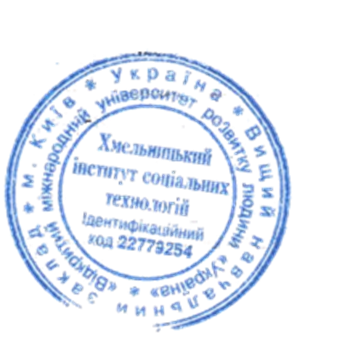 * Україна * Вищий навчальний заклад * м. Київ
«Відкритий міжнародний університет розвитку людини «Україна» *
Хмельницький
інститут соціальних
технологій
Ідентифікаційний
код 22779254